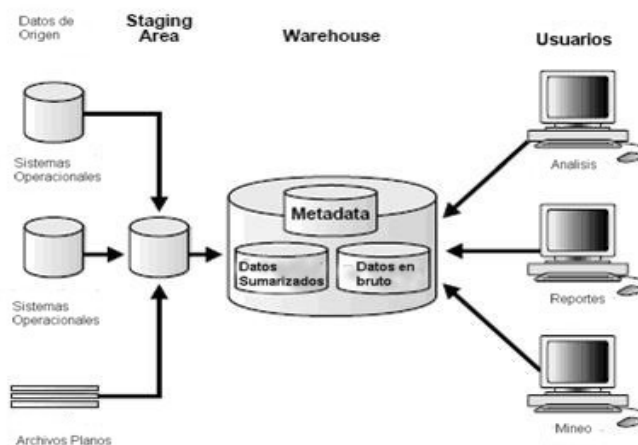 Datos de
Origen
Staging
Area
Warehouse
Usuarios
Sistemas
Operacionales
Analisis
Metadata
Datos
Sumarizados
Datos en
bruto
Sistemas
Operacionales
Reportes
Archivos Planos
Mineo